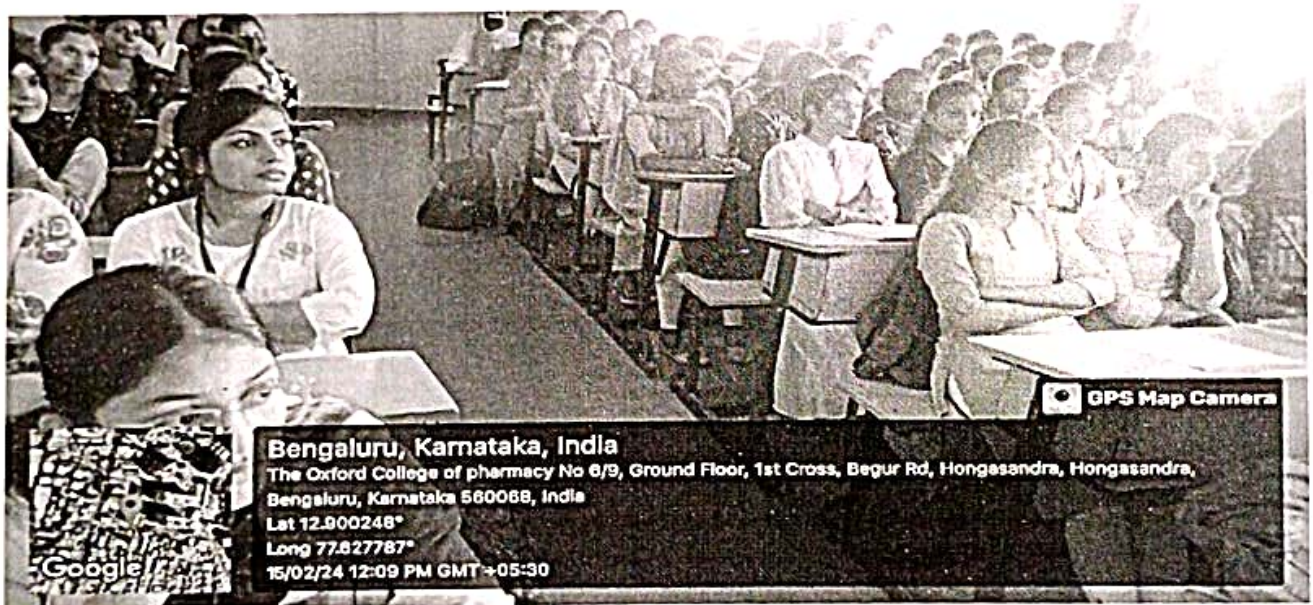 GPS Map Camera
Bengaluru, Karnataka, India
The Oxford College of pharmacy No 6/9, Ground Floor, 1st Cross, Begur Rd, Hongasandra, Hongasandra,
Bengaluru, Karnataka 560068, India
Lat 12.900248°
Long 77.627787°
15/02/24 12:09 PM GMT +05:30
Google